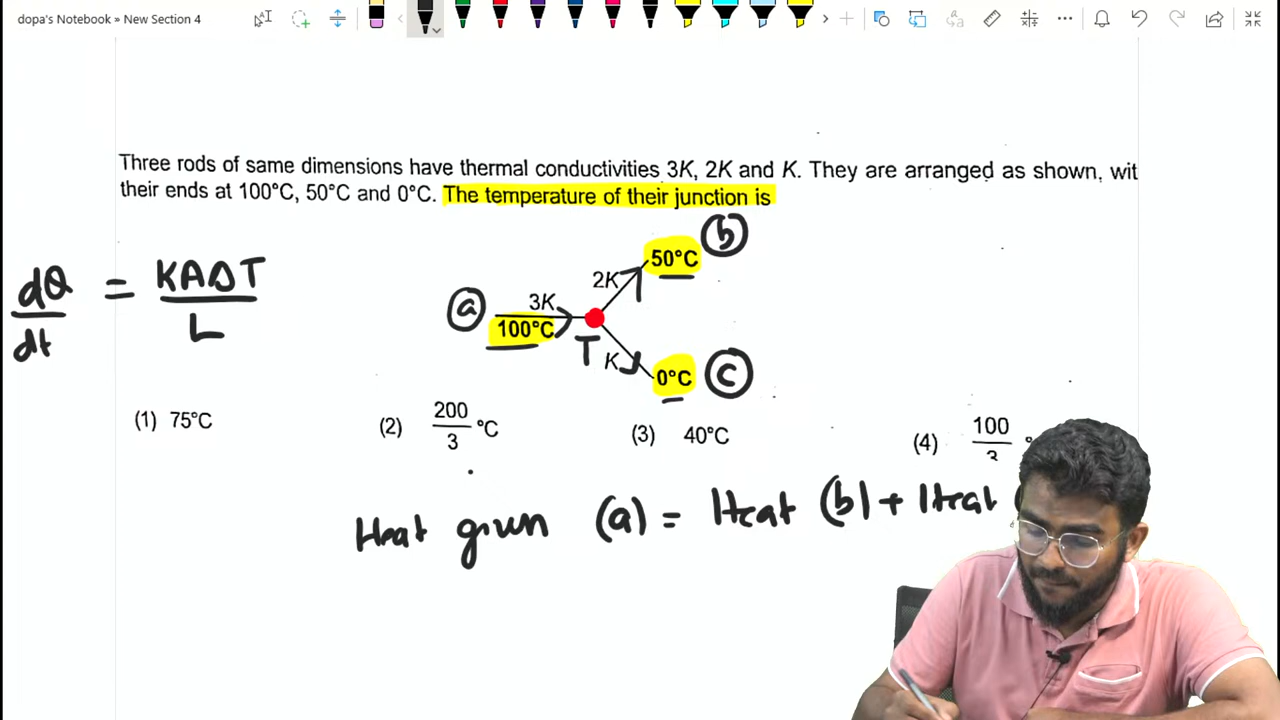 dopa's Notebook » New Section 4
Three rods of same dimensions have thermal conductivities 3K, 2K and K. They are arranged as shown, wit
their ends at 100°C, 50°C and 0°C. The temperature of their junction is
dQ/dt = KAΔT/L
b
50°C
2K
a
3K
100°C
T
K
0°C
c
(1) 75°C
(2) 200/3 °C
(3) 40°C
(4) 100/3
Heat given (a) = Heat (b) + Heat